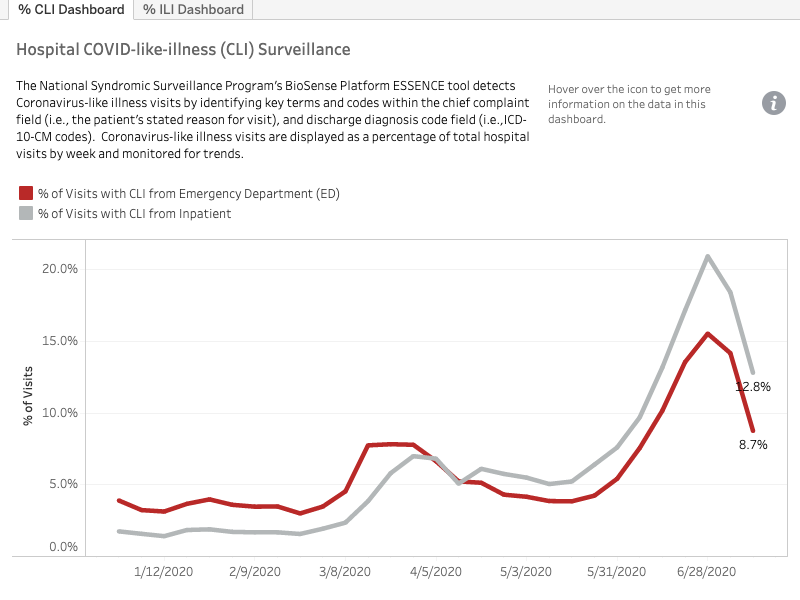 % CLI Dashboard
% ILI Dashboard
Hospital COVID-like-illness (CLI) Surveillance
The National Syndromic Surveillance Program's BioSense Platform ESSENCE tool detects
Coronavirus-like illness visits by identifying key terms and codes within the chief complaint
field (i.e., the patient's stated reason for visit), and discharge diagnosis code field (i.e.,ICD-
10-CM codes).  Coronavirus-like illness visits are displayed as a percentage of total hospital
visits by week and monitored for trends.
Hover over the icon to get more
information on the data in this
dashboard.
i
% of Visits with CLI from Emergency Department (ED)
% of Visits with CLI from Inpatient
% of Visits
20.0%
15.0%
10.0%
5.0%
0.0%
12.8%
8.7%
1/12/2020
2/9/2020
3/8/2020
4/5/2020
5/3/2020
5/31/2020
6/28/2020